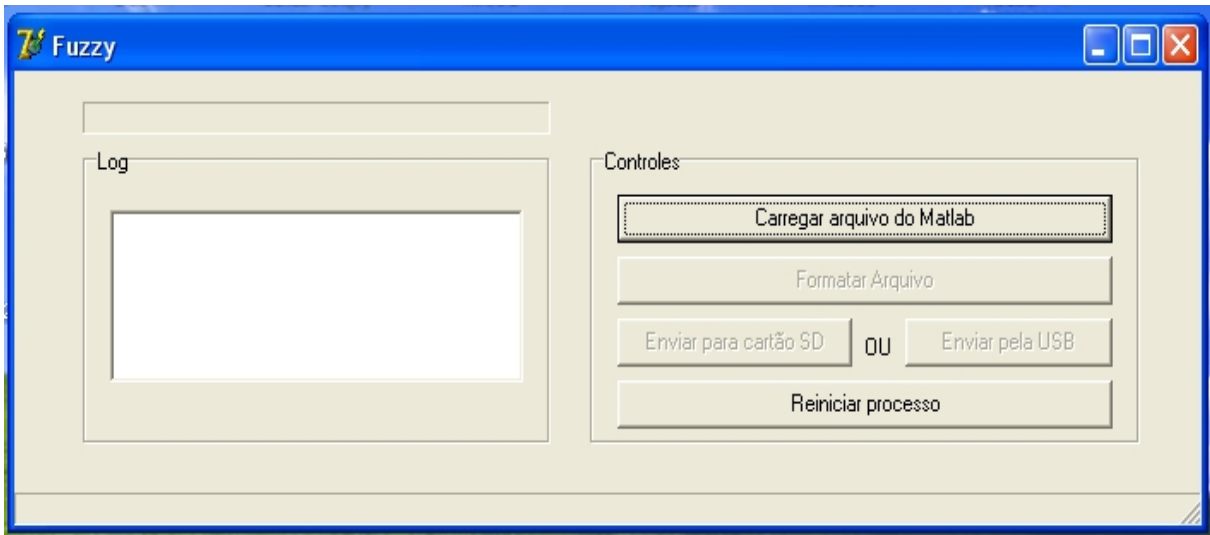 Fuzzy
Log
Controles
Carregar arquivo do Matlab
Formatar Arquivo
Enviar para cartão SD OU Enviar pela USB
Reiniciar processo